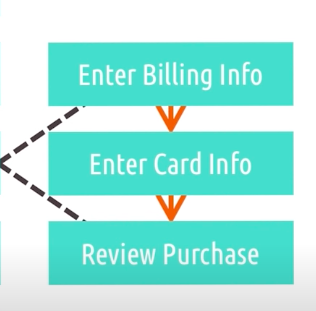 Enter Billing Info
Enter Card Info
Review Purchase